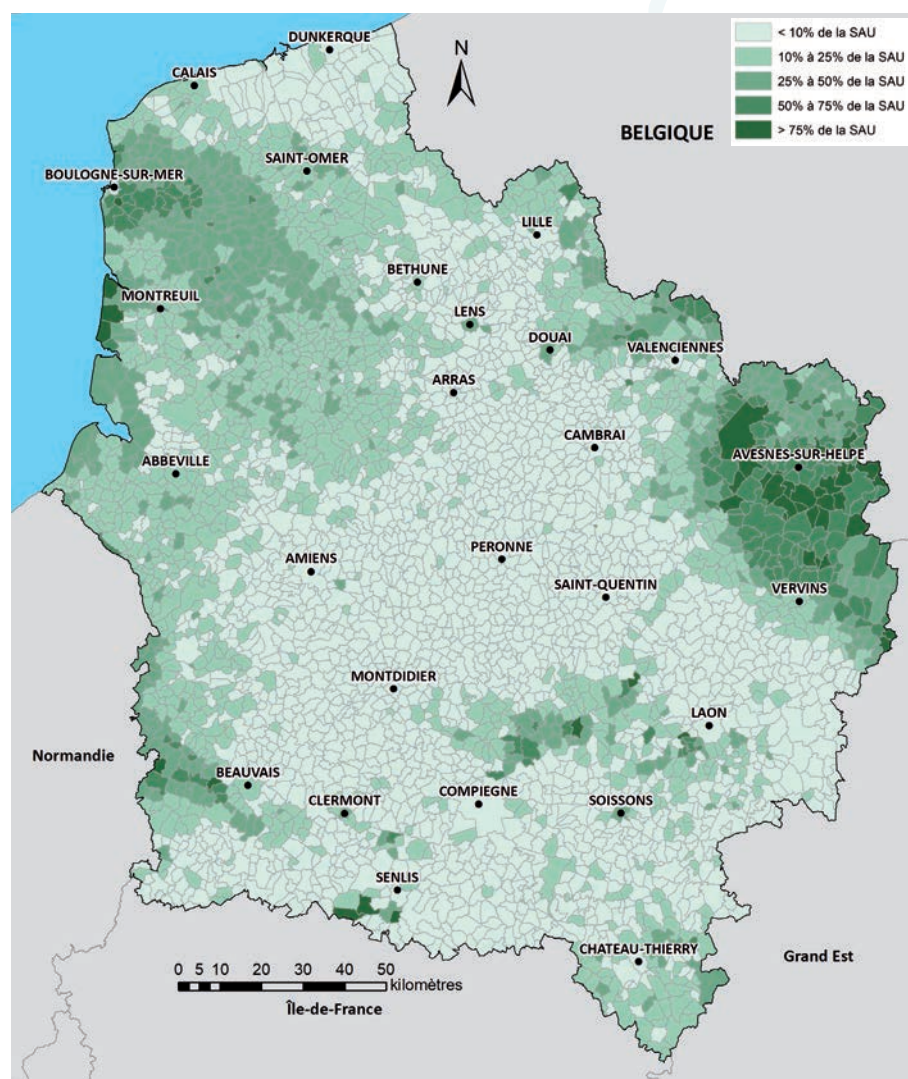 DUNKERQUE
N
< 10% de la SAU
10% à 25% de la SAU
25% à 50% de la SAU
50% à 75% de la SAU
> 75% de la SAU
CALAIS
BELGIQUE
SAINT-OMER
BOULOGNE-SUR-MER
LILLE
BETHUNE
MONTREUIL
LENS
DOUAI
VALENCIENNES
ARRAS
CAMBRAI
AVESNES-SUR-HELPE
ABBEVILLE
PERONNE
AMIENS
SAINT-QUENTIN
VERVINS
MONTDIDIER
LAON
Normandie
BEAUVAIS
CLERMONT
COMPIEGNE
SOISSONS
SENLIS
CHATEAU-THIERRY
Grand Est
0 5 10 20 30 40 50
kilomètres
Île-de-France